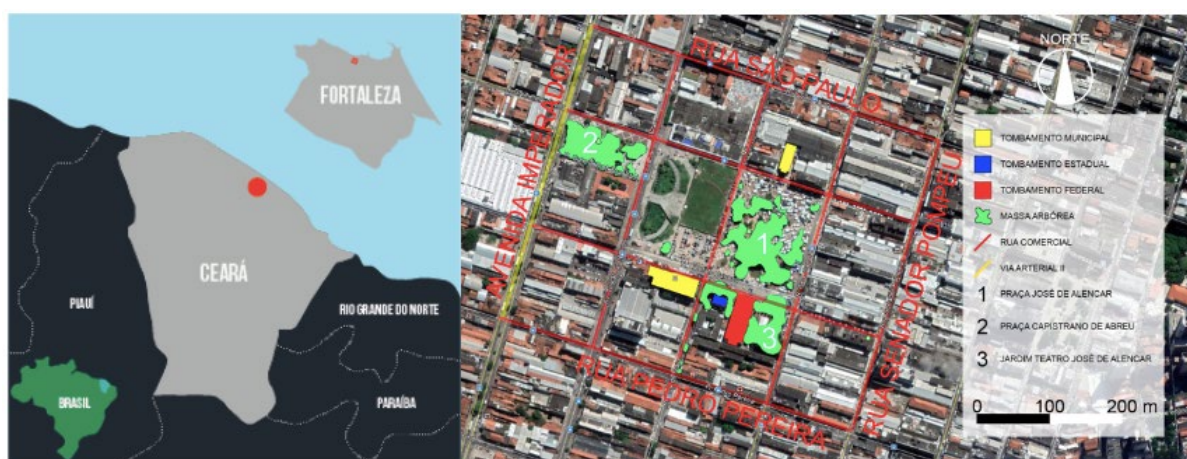 FORTALEZA
CEARÁ
PIAUÍ
RIO GRANDE DO NORTE
BRASIL
PARAÍBA
RUA SÃO PAULO
AVENIDA IMPERADOR
RUA SENADOR POMPEU
RUA PEDRO PEREIRA
2
1
3
NORTE
TOMBAMENTO MUNICIPAL
TOMBAMENTO ESTADUAL
TOMBAMENTO FEDERAL
MASSA ARBÓREA
RUA COMERCIAL
VIA ARTERIAL II
1 PRAÇA JOSÉ DE ALENCAR
2 PRAÇA CAPISTRANO DE ABREU
3 JARDIM TEATRO JOSÉ DE ALENCAR
0 100 200 m